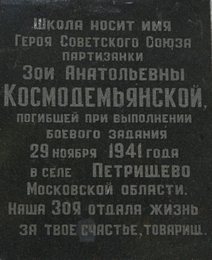 Школа носит имя
Героя Советского Союза
партизанки
Зои Анатольевны
Космодемьянской,
погибшей при выполнении
боевого задания
29 ноября 1941 года
в селе Петрищево
Московской области.
Наша Зоя отдала жизнь
за твое счастье, товарищ.